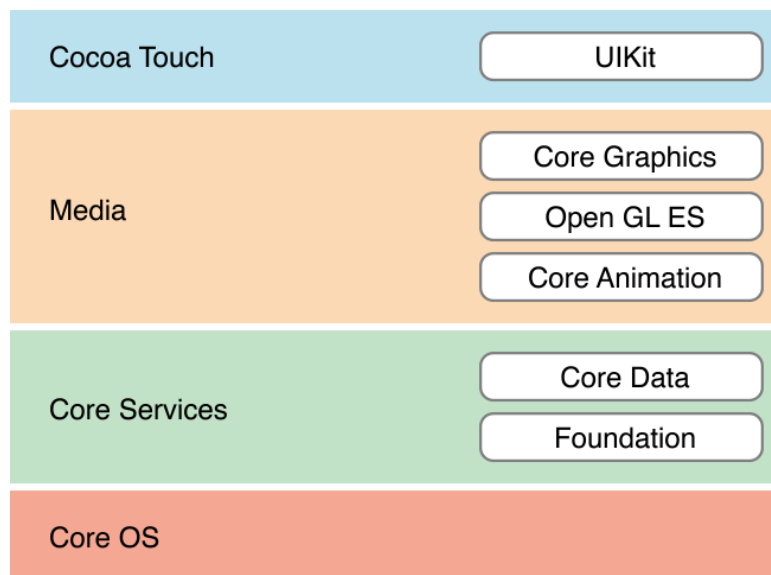 Cocoa Touch
UIKit
Media
Core Graphics
Open GL ES
Core Animation
Core Services
Core Data
Foundation
Core OS